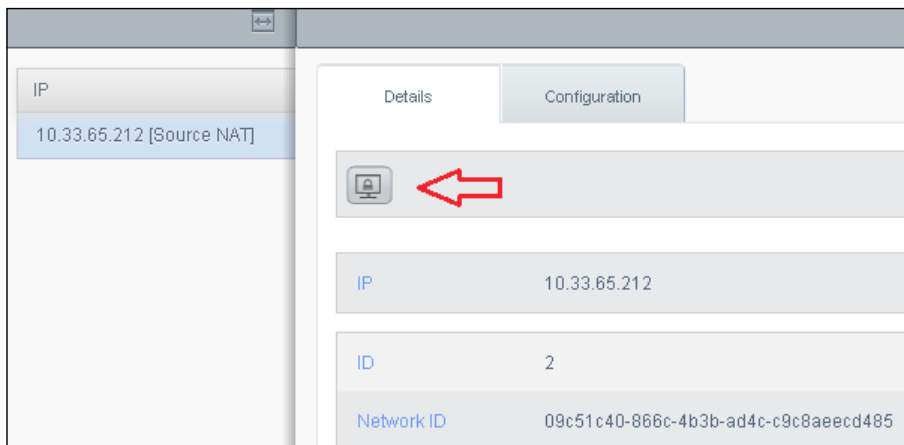 IP
10.33.65.212 [Source NAT]
Details
Configuration
IP
10.33.65.212
ID
2
Network ID
09c51c40-866c-4b3b-ad4c-c9c8aeecd485